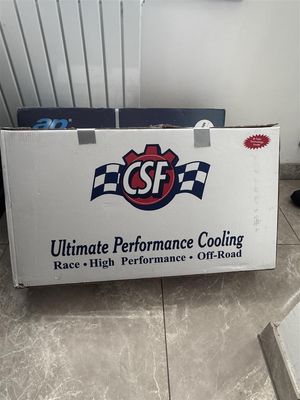 CSF
Ultimate Performance Cooling
Race • High Performance • Off-Road